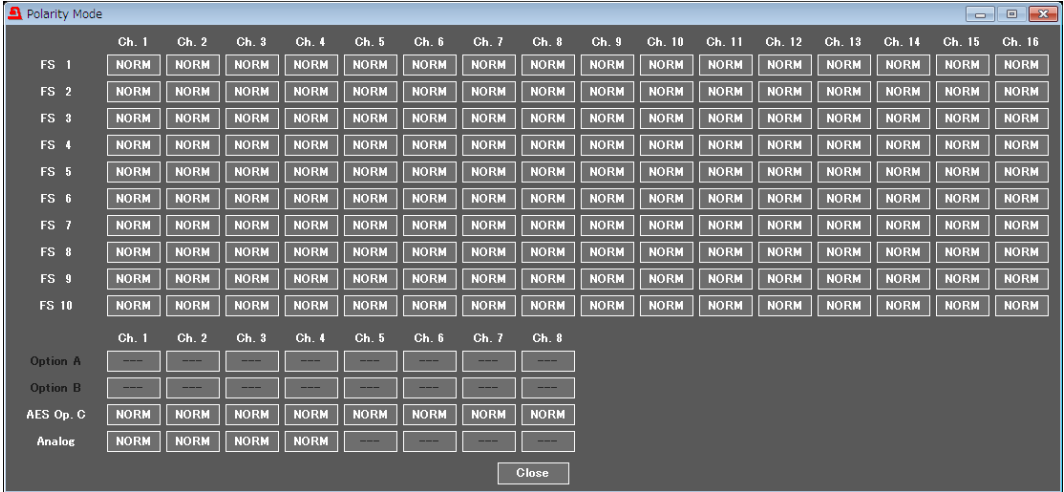 Polarity Mode
Ch. 1 Ch. 2 Ch. 3 Ch. 4 Ch. 5 Ch. 6 Ch. 7 Ch. 8 Ch. 9 Ch. 10 Ch. 11 Ch. 12 Ch. 13 Ch. 14 Ch. 15 Ch. 16
FS 1 NORM NORM NORM NORM NORM NORM NORM NORM NORM NORM NORM NORM NORM NORM NORM NORM
FS 2 NORM NORM NORM NORM NORM NORM NORM NORM NORM NORM NORM NORM NORM NORM NORM NORM
FS 3 NORM NORM NORM NORM NORM NORM NORM NORM NORM NORM NORM NORM NORM NORM NORM NORM
FS 4 NORM NORM NORM NORM NORM NORM NORM NORM NORM NORM NORM NORM NORM NORM NORM NORM
FS 5 NORM NORM NORM NORM NORM NORM NORM NORM NORM NORM NORM NORM NORM NORM NORM NORM
FS 6 NORM NORM NORM NORM NORM NORM NORM NORM NORM NORM NORM NORM NORM NORM NORM NORM
FS 7 NORM NORM NORM NORM NORM NORM NORM NORM NORM NORM NORM NORM NORM NORM NORM NORM
FS 8 NORM NORM NORM NORM NORM NORM NORM NORM NORM NORM NORM NORM NORM NORM NORM NORM
FS 9 NORM NORM NORM NORM NORM NORM NORM NORM NORM NORM NORM NORM NORM NORM NORM NORM
FS 10 NORM NORM NORM NORM NORM NORM NORM NORM NORM NORM NORM NORM NORM NORM NORM NORM
Ch. 1 Ch. 2 Ch. 3 Ch. 4 Ch. 5 Ch. 6 Ch. 7 Ch. 8
Option A --- --- --- --- --- --- --- ---
Option B --- --- --- --- --- --- --- ---
AES Op. C NORM NORM NORM NORM NORM NORM NORM NORM
Analog NORM NORM NORM NORM --- --- --- ---
Close